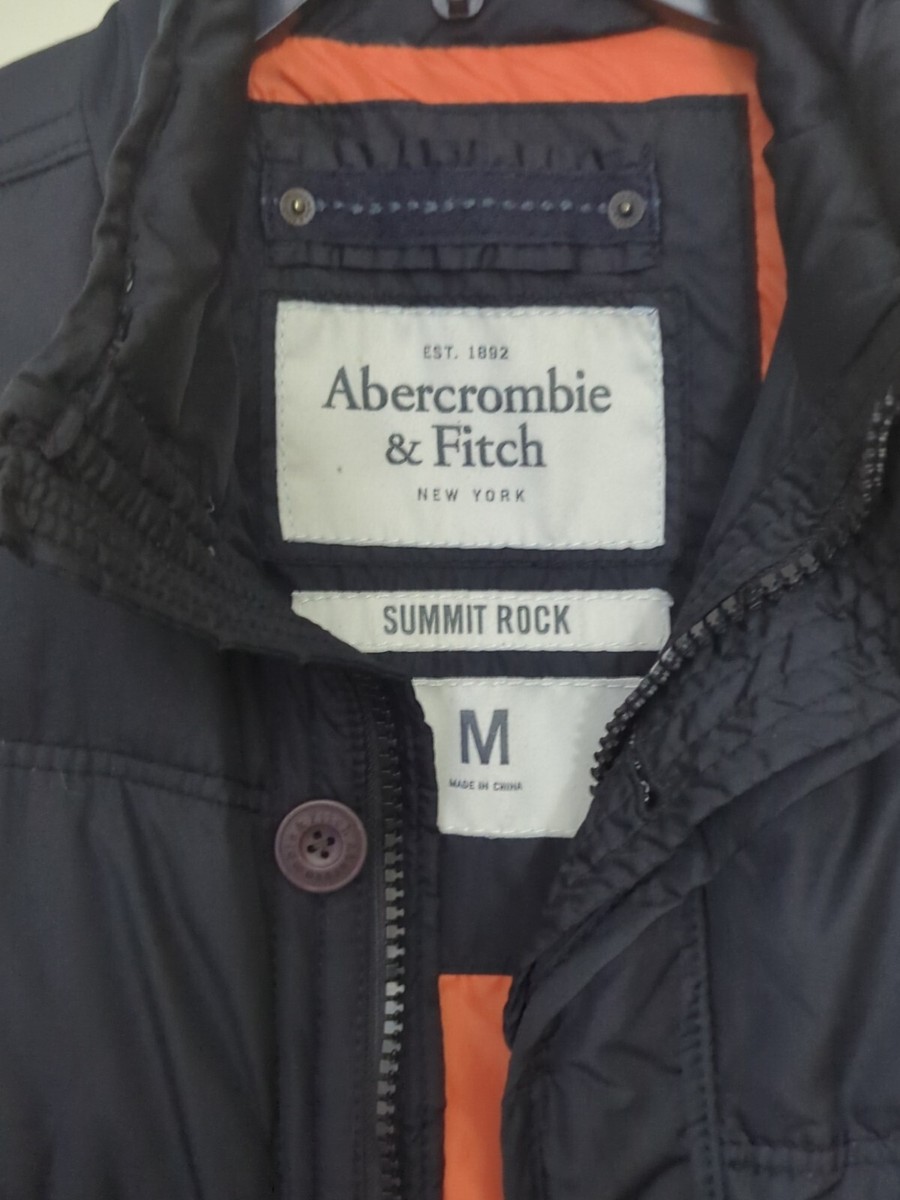 EST. 1892
Abercrombie
& Fitch
NEW YORK
SUMMIT ROCK
M
MADE IN CHINA